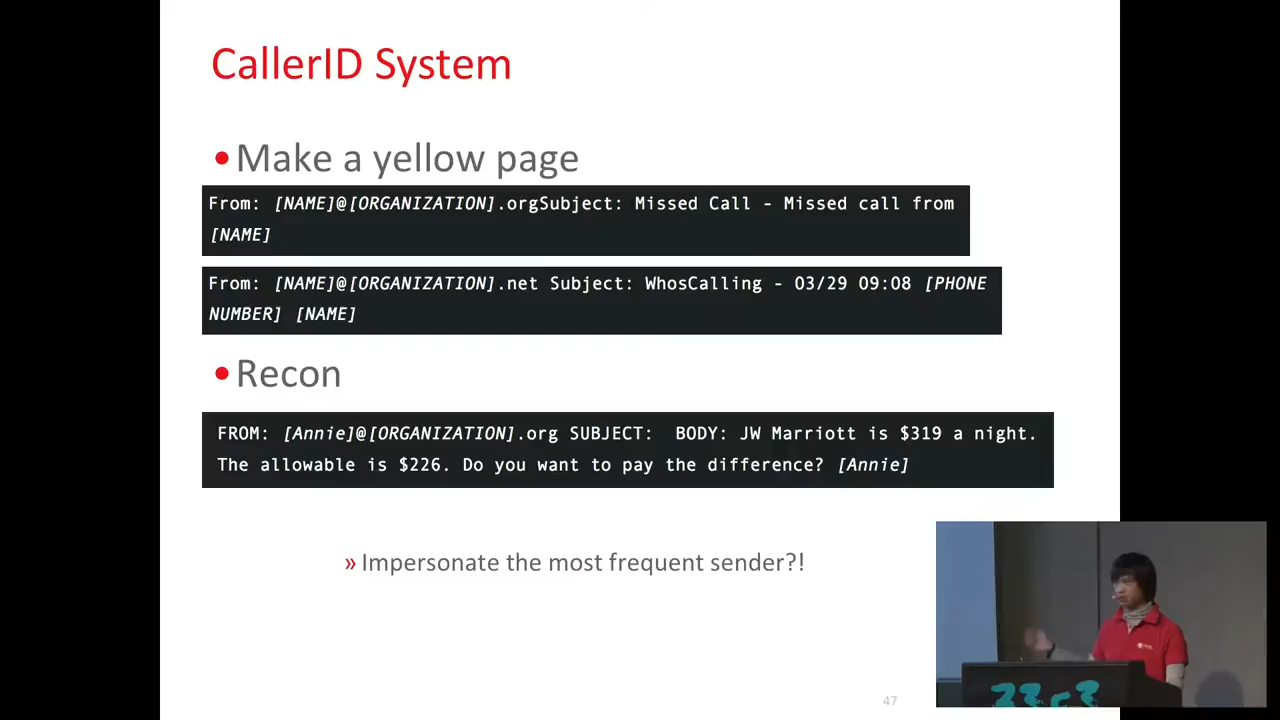 CallerID System
•Make a yellow page
From: [NAME]@[ORGANIZATION].orgSubject: Missed Call - Missed call from
[NAME]
From: [NAME]@[ORGANIZATION].net Subject: WhosCalling - 03/29 09:08 [PHONE
NUMBER] [NAME]
•Recon
FROM: [Annie]@[ORGANIZATION].org SUBJECT: BODY: JW Marriott is $319 a night.
The allowable is $226. Do you want to pay the difference? [Annie]
» Impersonate the most frequent sender?!
47
33c3